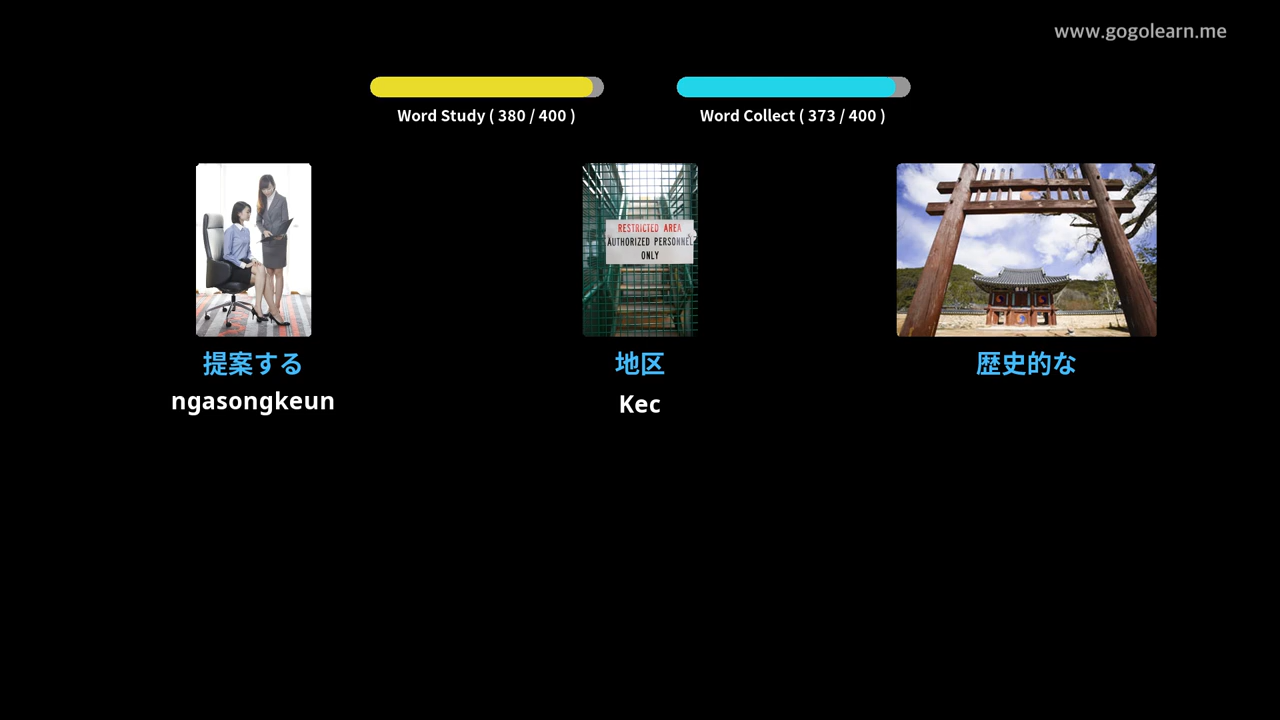 www.gogolearn.me
Word Study ( 380 / 400 )
Word Collect ( 373 / 400 )
RESTRICTED AREA
AUTHORIZED PERSONNEL
ONLY
提案する
地区
歴史的な
ngasongkeun
Kec